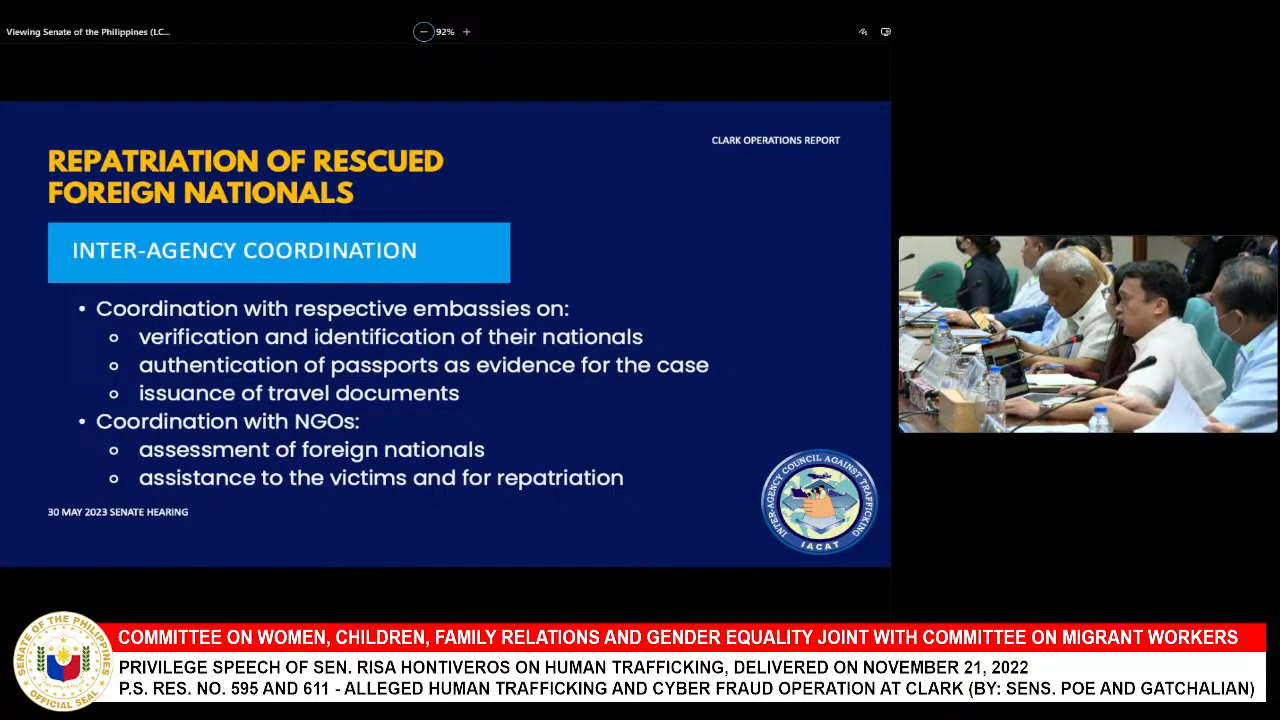 Viewing Senate of the Philippines (LC...
92%
CLARK OPERATIONS REPORT
REPATRIATION OF RESCUED
FOREIGN NATIONALS
INTER-AGENCY COORDINATION
• Coordination with respective embassies on:
verification and identification of their nationals
authentication of passports as evidence for the case
issuance of travel documents
• Coordination with NGOs:
assessment of foreign nationals
assistance to the victims and for repatriation
30 MAY 2023 SENATE HEARING
INTER-AGENCY COUNCIL AGAINST TRAFFICKING
IACAT
SENATE OF THE PHILIPPINES
OFFICIAL SEAL
COMMITTEE ON WOMEN, CHILDREN, FAMILY RELATIONS AND GENDER EQUALITY JOINT WITH COMMITTEE ON MIGRANT WORKERS
PRIVILEGE SPEECH OF SEN. RISA HONTIVEROS ON HUMAN TRAFFICKING, DELIVERED ON NOVEMBER 21, 2022
P.S. RES. NO. 595 AND 611 - ALLEGED HUMAN TRAFFICKING AND CYBER FRAUD OPERATION AT CLARK (BY: SENS. POE AND GATCHALIAN)